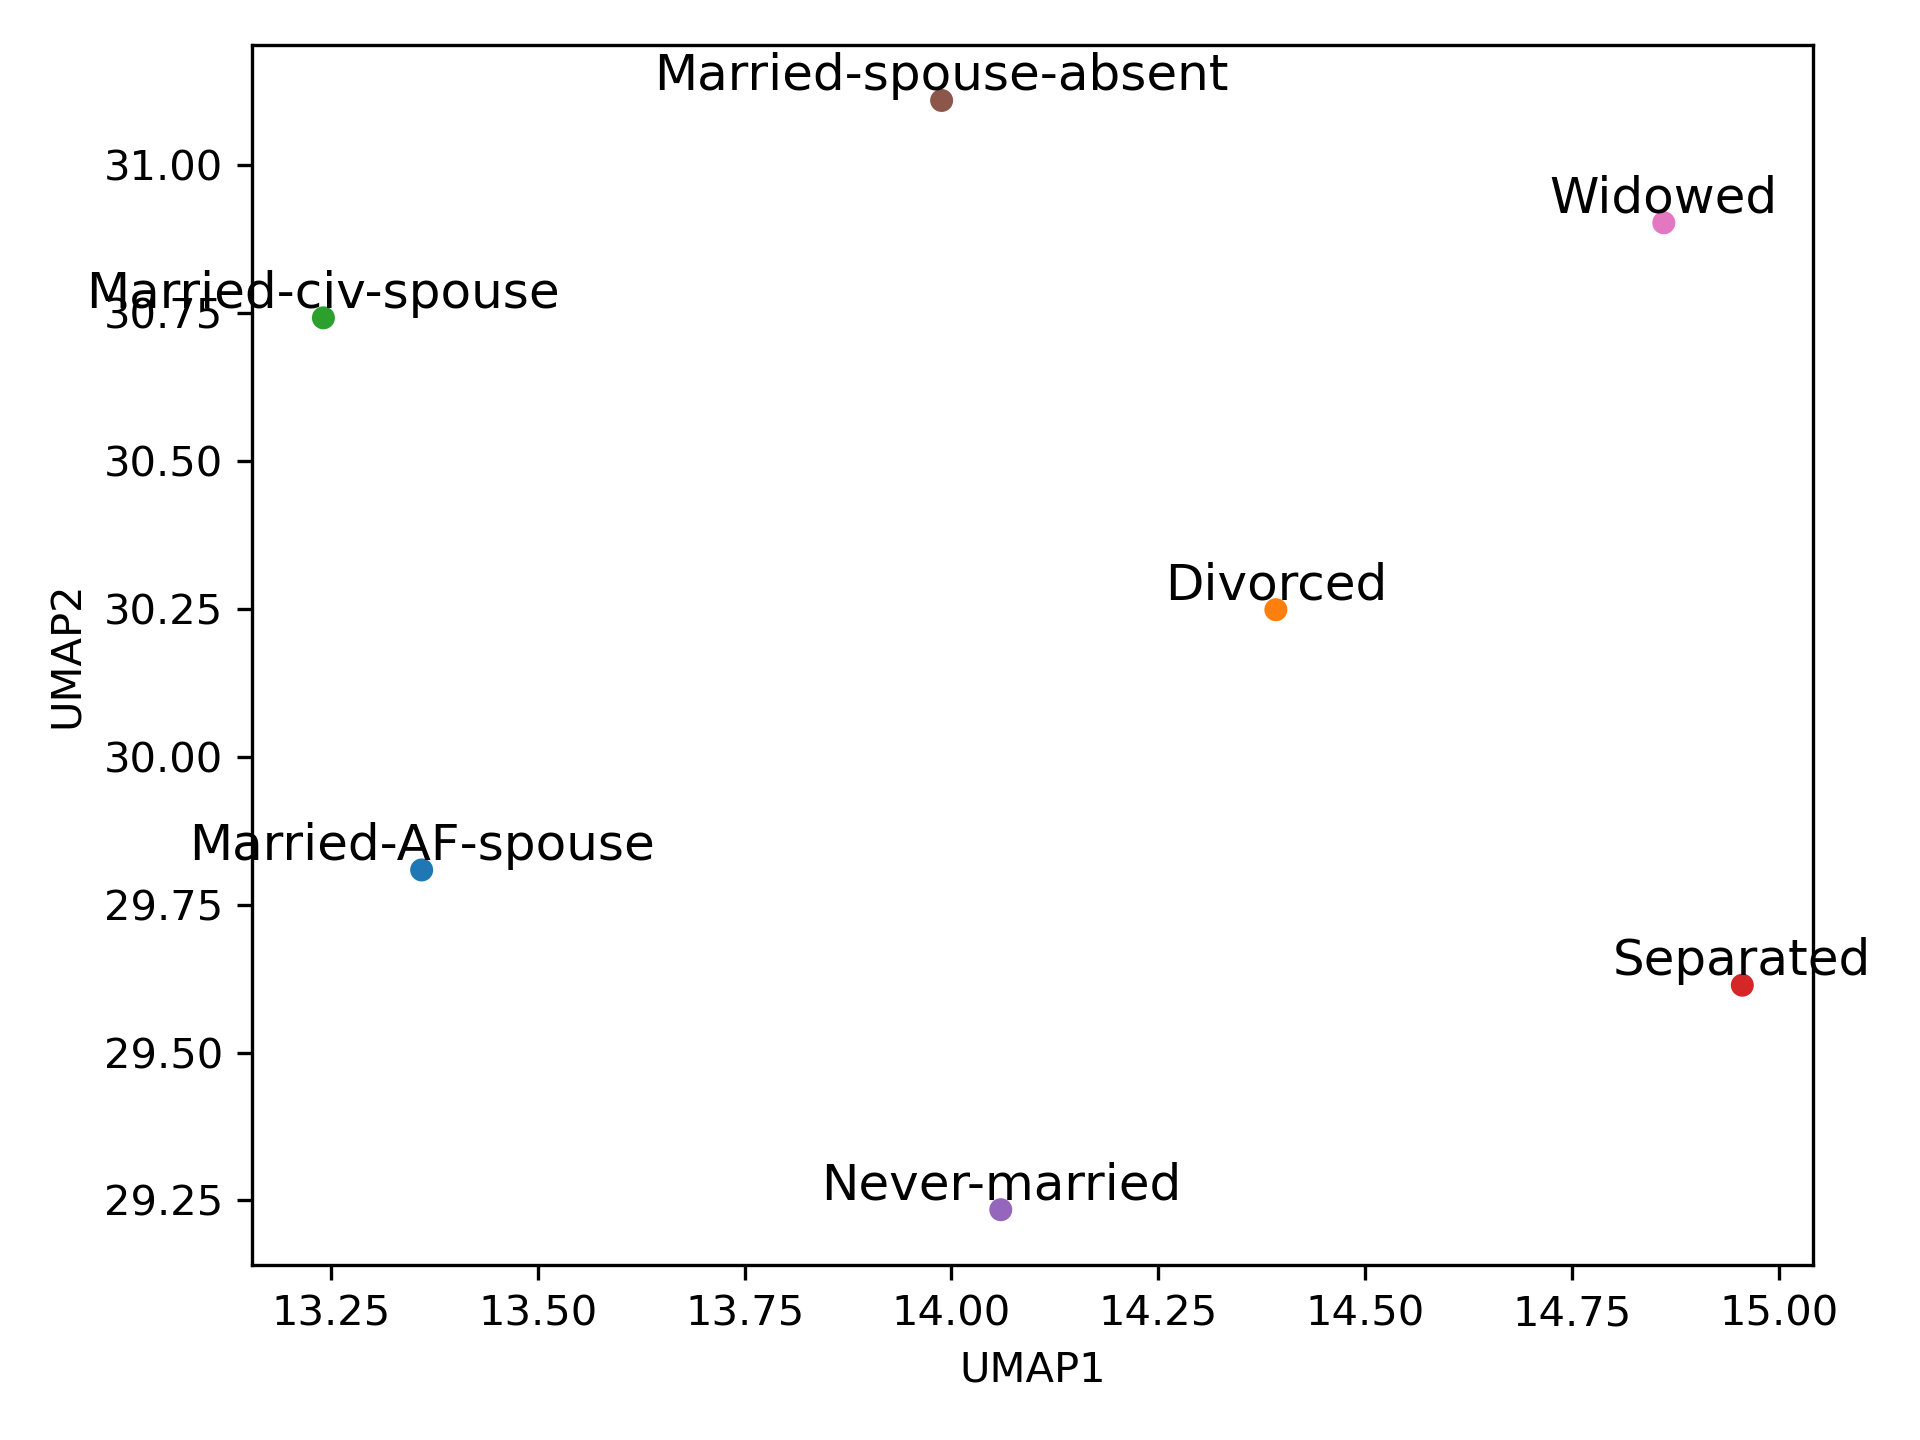 Married-spouse-absent
31.00
Widowed
Married-civ-spouse
30.75
30.50
Divorced
30.25
UMAP2
30.00
Married-AF-spouse
29.75
Separated
29.50
Never-married
29.25
13.25 13.50 13.75 14.00 14.25 14.50 14.75 15.00
UMAP1